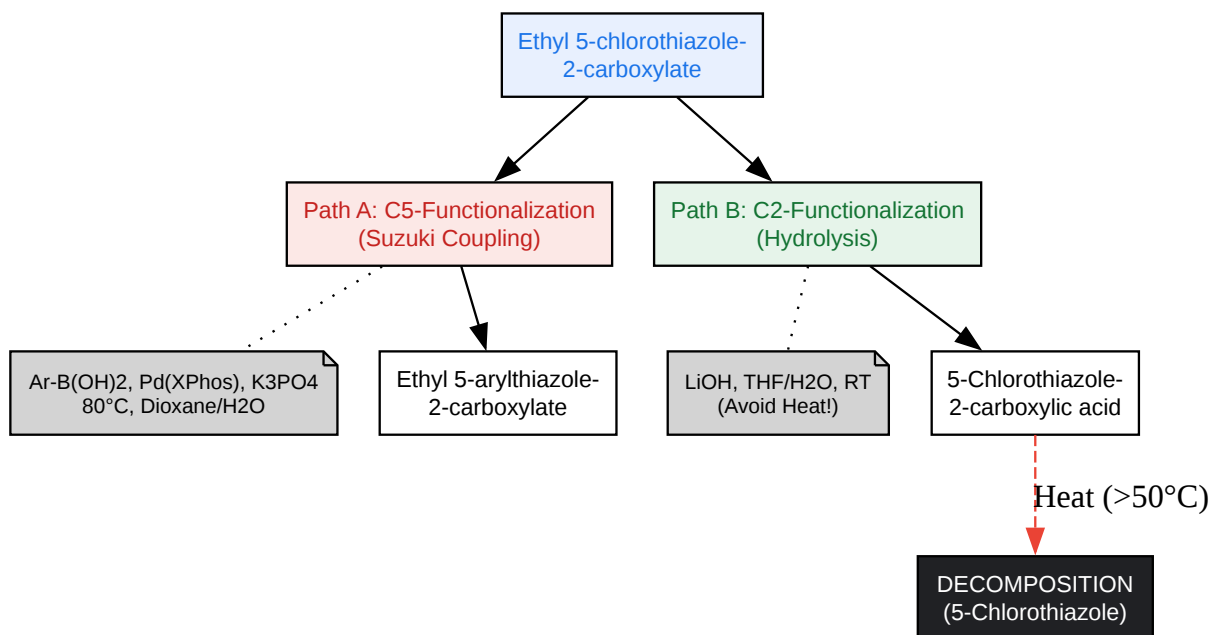 Ethyl 5-chlorothiazole-
2-carboxylate
Path A: C5-Functionalization
(Suzuki Coupling)
Path B: C2-Functionalization
(Hydrolysis)
Ar-B(OH)2, Pd(XPhos), K3PO4
80°C, Dioxane/H2O
Ethyl 5-arylthiazole-
2-carboxylate
LiOH, THF/H2O, RT
(Avoid Heat!)
5-Chlorothiazole-
2-carboxylic acid
Heat (>50°C)
DECOMPOSITION
(5-Chlorothiazole)